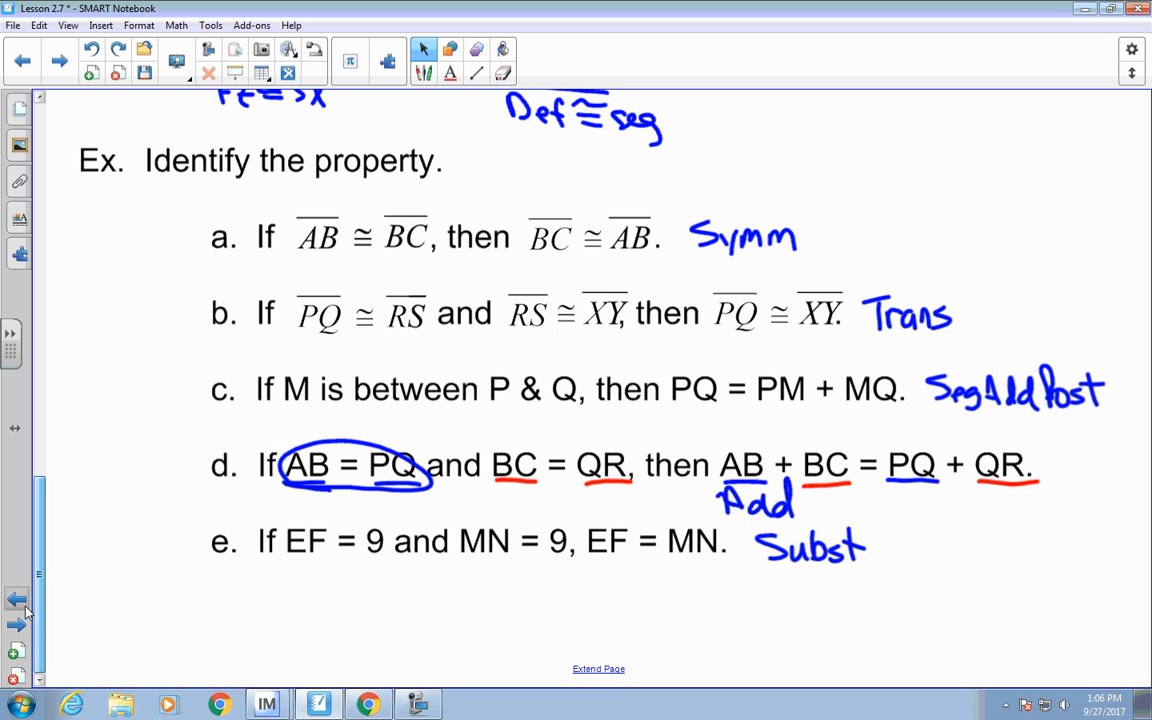 Lesson 2.7 * - SMART Notebook
File Edit View Insert Format Math Tools Add-ons Help
Def ≅ seg
Ex. Identify the property.
a. If AB ≅ BC, then BC ≅ AB. Symm
b. If PQ ≅ RS and RS ≅ XY, then PQ ≅ XY. Trans
c. If M is between P & Q, then PQ = PM + MQ. Seg Add Post
d. If AB = PQ and BC = QR, then AB + BC = PQ + QR.
Add
e. If EF = 9 and MN = 9, EF = MN. Subst
Extend Page
IM
1:06 PM
9/27/2017